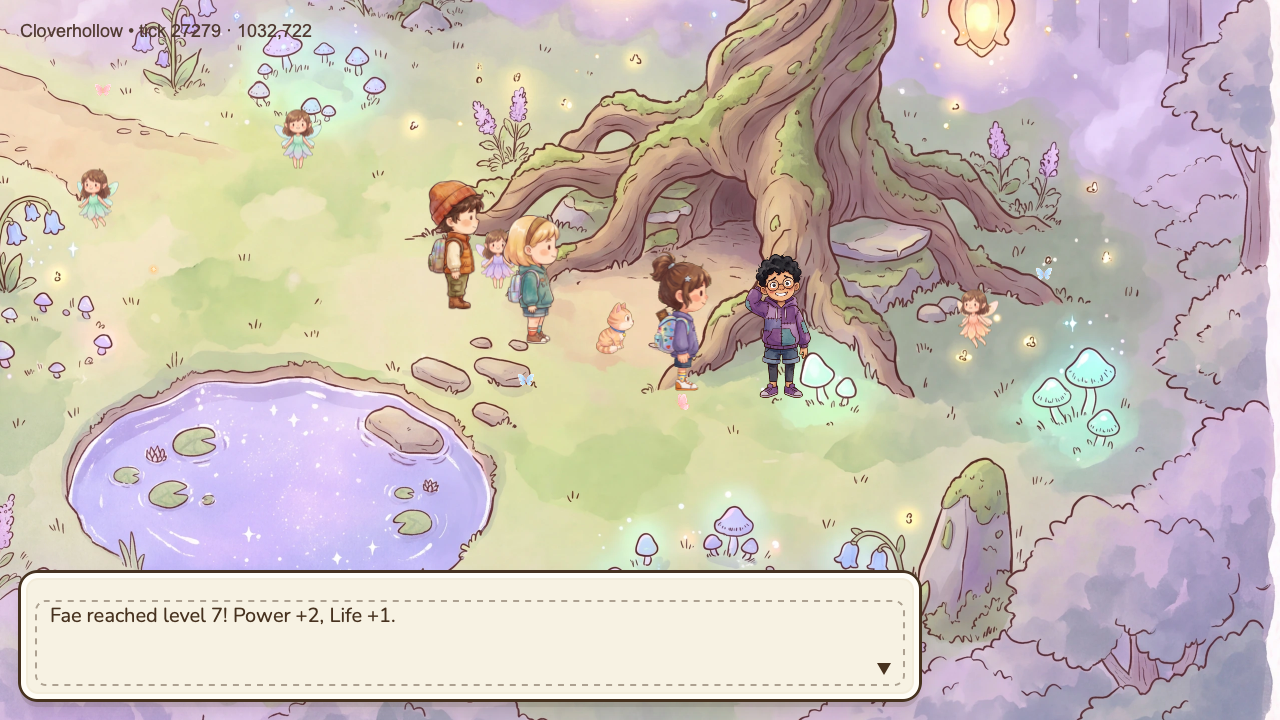 Cloverhollow • tick 27279 · 1032,722
Fae reached level 7! Power +2, Life +1.